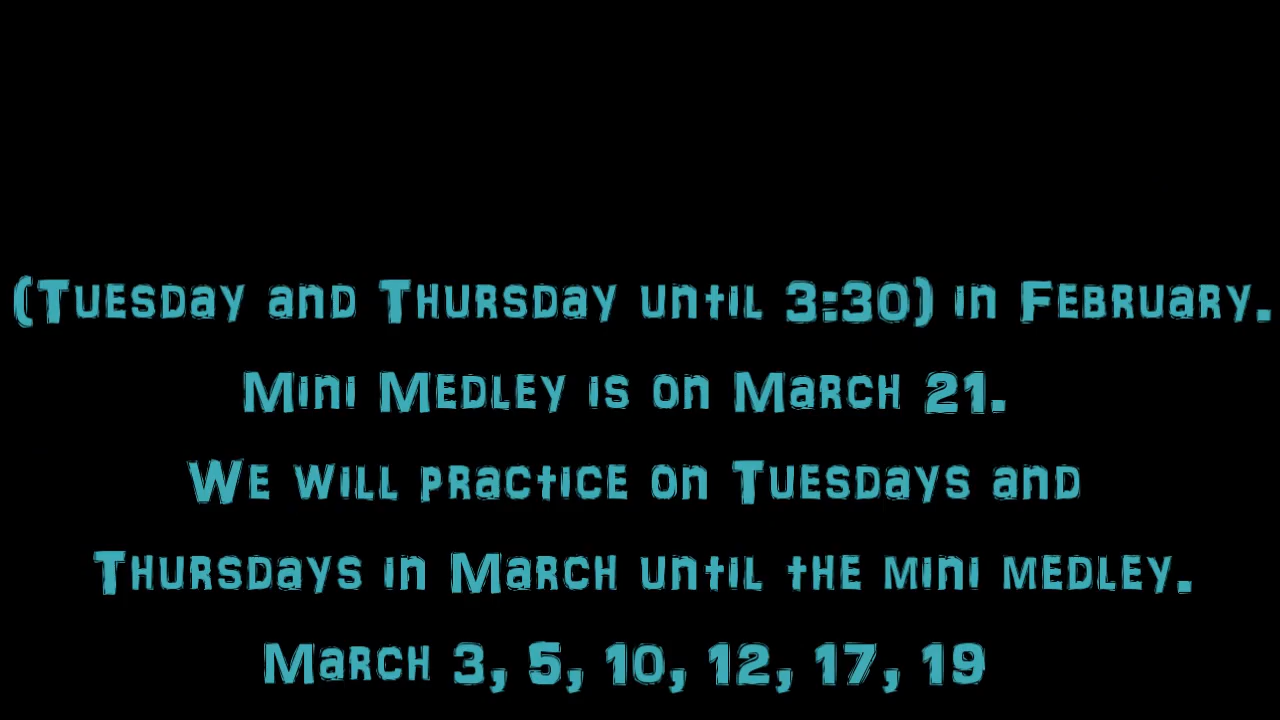 (Tuesday and Thursday until 3:30) in February.
Mini Medley is on March 21.
We will practice on Tuesdays and
Thursdays in March until the mini medley.
March 3, 5, 10, 12, 17, 19